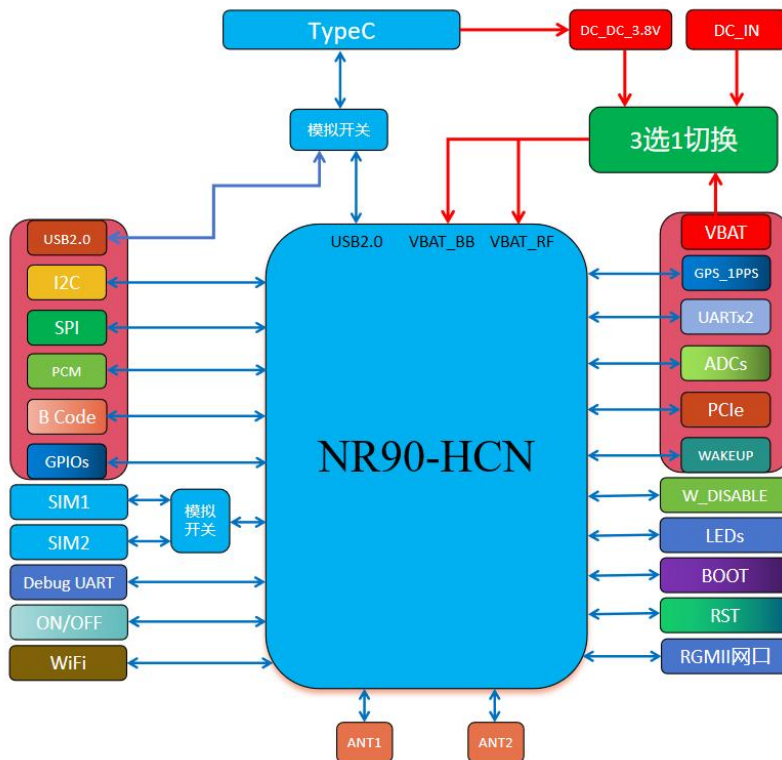 TypeC
DC_DC_3.8V
DC_IN
模拟开关
3选1切换
USB2.0
VBAT_BB
VBAT_RF
USB2.0
I2C
SPI
PCM
B Code
GPIOs
SIM1
SIM2
模拟
开关
Debug UART
ON/OFF
WiFi
NR90-HCN
VBAT
GPS_1PPS
UARTx2
ADCs
PCIe
WAKEUP
W_DISABLE
LEDs
BOOT
RST
RGMII网口
ANT1
ANT2